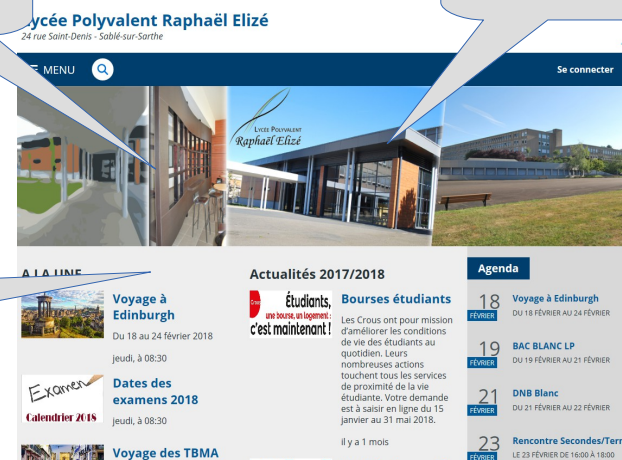 Lycée Polyvalent Raphaël Elizé
24 rue Saint-Denis - Sablé-sur-Sarthe
MENU
Se connecter
LYCÉE POLYVALENT
Raphaël Elizé
A LA UNE
Voyage à
Edinburgh
Du 18 au 24 février 2018
jeudi, à 08:30
Examen
Calendrier 2018
Dates des
examens 2018
jeudi, à 08:30
Voyage des TBMA
Actualités 2017/2018
Crous
Étudiants,
une bourse, un logement :
c'est maintenant !
Bourses étudiants
Les Crous ont pour mission
d'améliorer les conditions
de vie des étudiants au
quotidien. Leurs
nombreuses actions
touchent tous les services
de proximité de la vie
étudiante. Votre demande
est à saisir en ligne du 15
janvier au 31 mai 2018.
il y a 1 mois
Agenda
18
FÉVRIER
Voyage à Edinburgh
DU 18 FÉVRIER AU 24 FÉVRIER
19
FÉVRIER
BAC BLANC LP
DU 19 FÉVRIER AU 21 FÉVRIER
21
FÉVRIER
DNB Blanc
DU 21 FÉVRIER AU 22 FÉVRIER
23
FÉVRIER
Rencontre Secondes/Term
LE 23 FÉVRIER DE 16:00 À 18:00